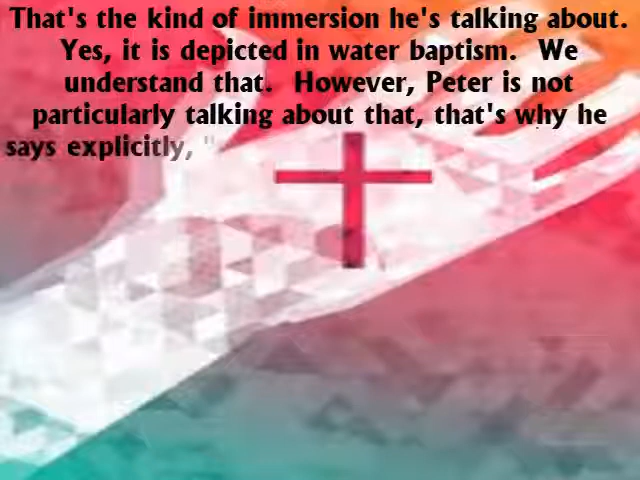 That's the kind of immersion he's talking about.
Yes, it is depicted in water baptism.  We
understand that.  However, Peter is not
particularly talking about that, that's why he
says explicitly, "